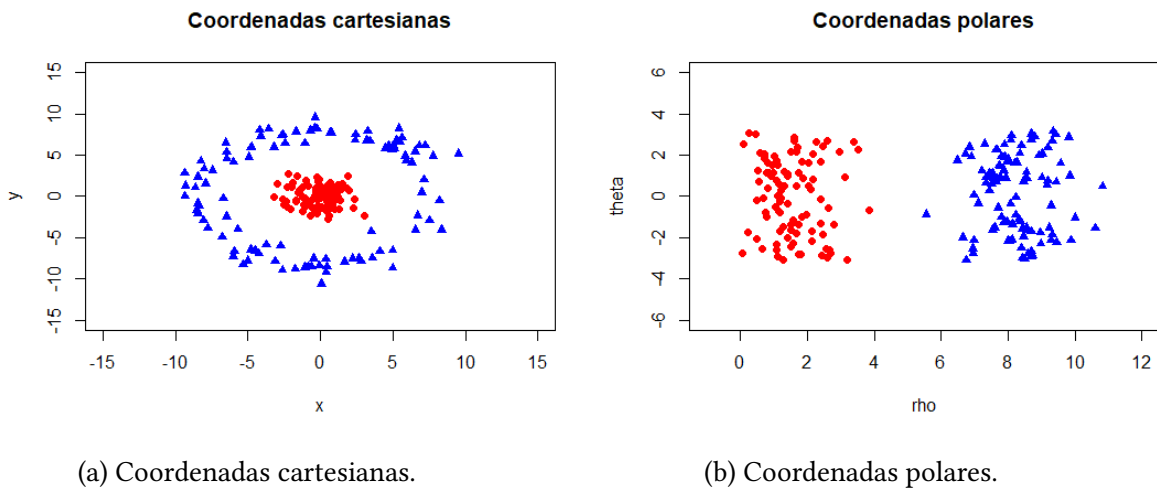 Coordenadas cartesianas
15
10
5
0
-5
-10
-15
y
-15 -10 -5 0 5 10 15
x
Coordenadas polares
6
4
2
0
-2
-4
-6
theta
0 2 4 6 8 10 12
rho
(a) Coordenadas cartesianas.
(b) Coordenadas polares.